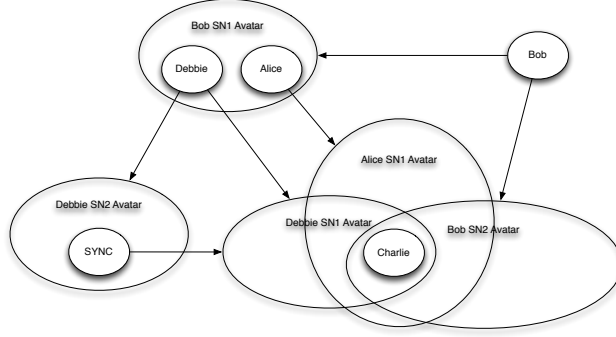 Bob SN1 Avatar
Debbie
Alice
Bob
Alice SN1 Avatar
Debbie SN2 Avatar
Debbie SN1 Avatar
Bob SN2 Avatar
SYNC
Charlie